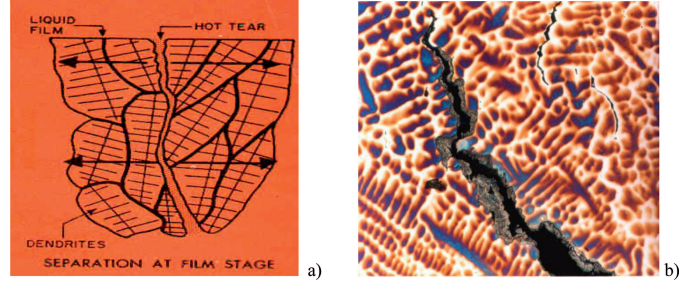 LIQUID
FILM
HOT TEAR
DENDRITES
SEPARATION AT FILM STAGE
a)
b)